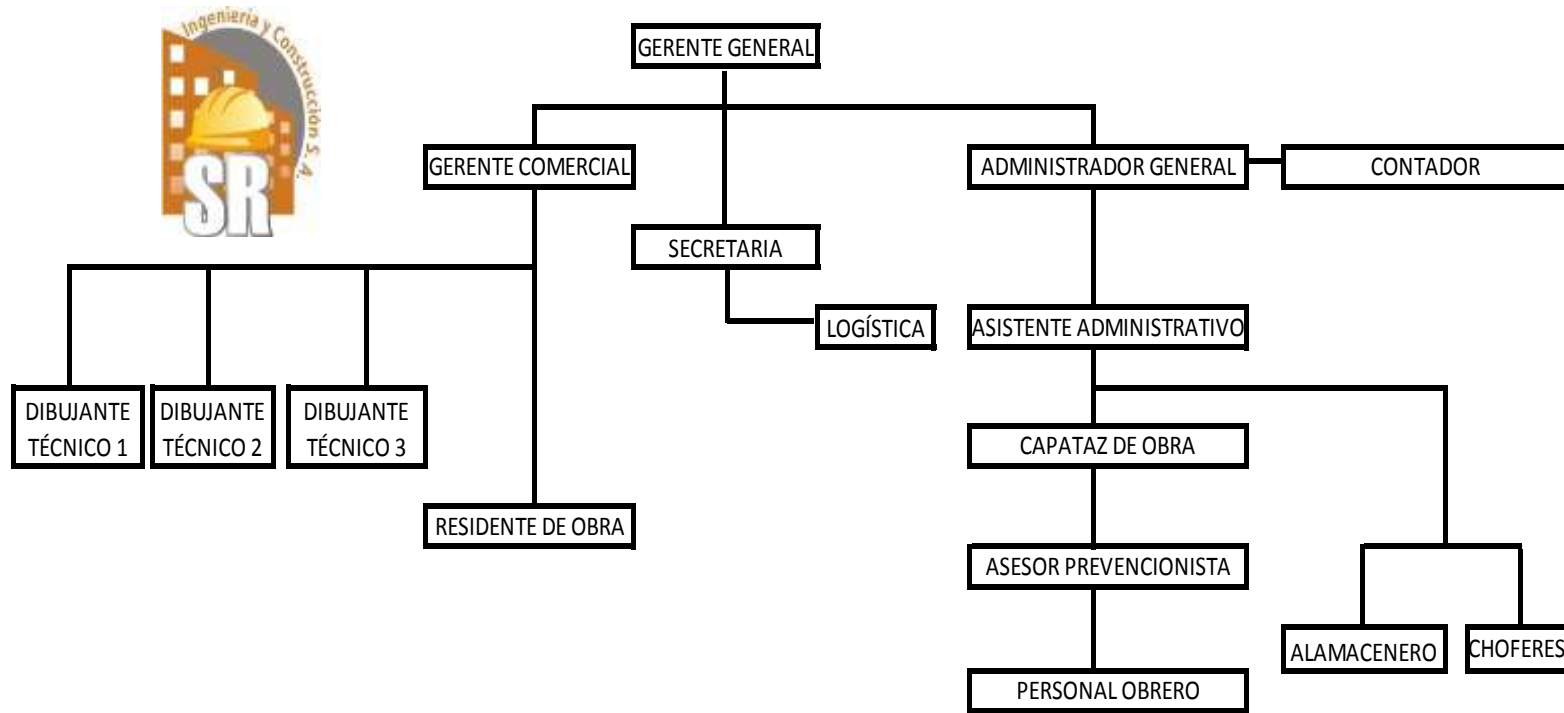 Ingeniería y Construcción S.A.
SR
GERENTE GENERAL
GERENTE COMERCIAL
ADMINISTRADOR GENERAL
CONTADOR
SECRETARIA
LOGÍSTICA
ASISTENTE ADMINISTRATIVO
DIBUJANTE
TÉCNICO 1
DIBUJANTE
TÉCNICO 2
DIBUJANTE
TÉCNICO 3
CAPATAZ DE OBRA
RESIDENTE DE OBRA
ASESOR PREVENCIONISTA
ALAMACENERO
CHOFERES
PERSONAL OBRERO